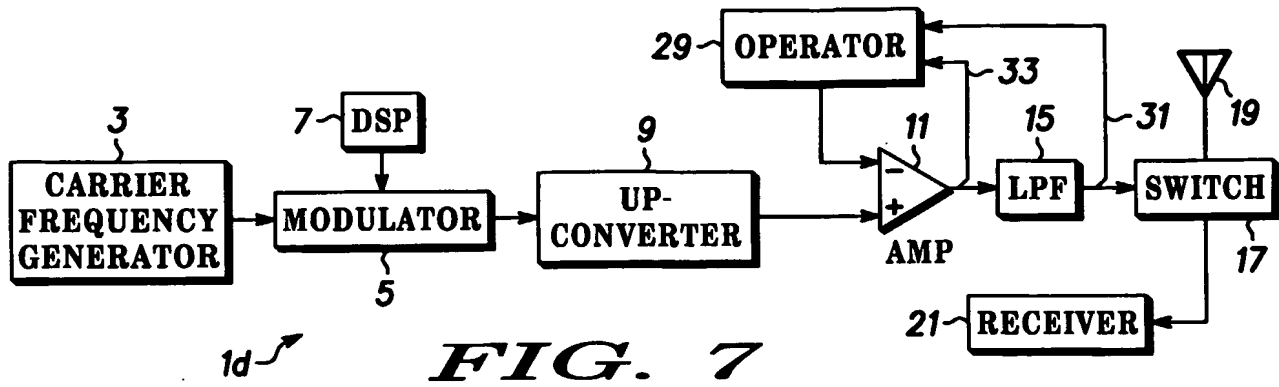 29
OPERATOR
33
31
19
7
DSP
3
CARRIER
FREQUENCY
GENERATOR
MODULATOR
5
9
UP-
CONVERTER
11
−
+
AMP
15
LPF
SWITCH
17
21
RECEIVER
1d
FIG. 7